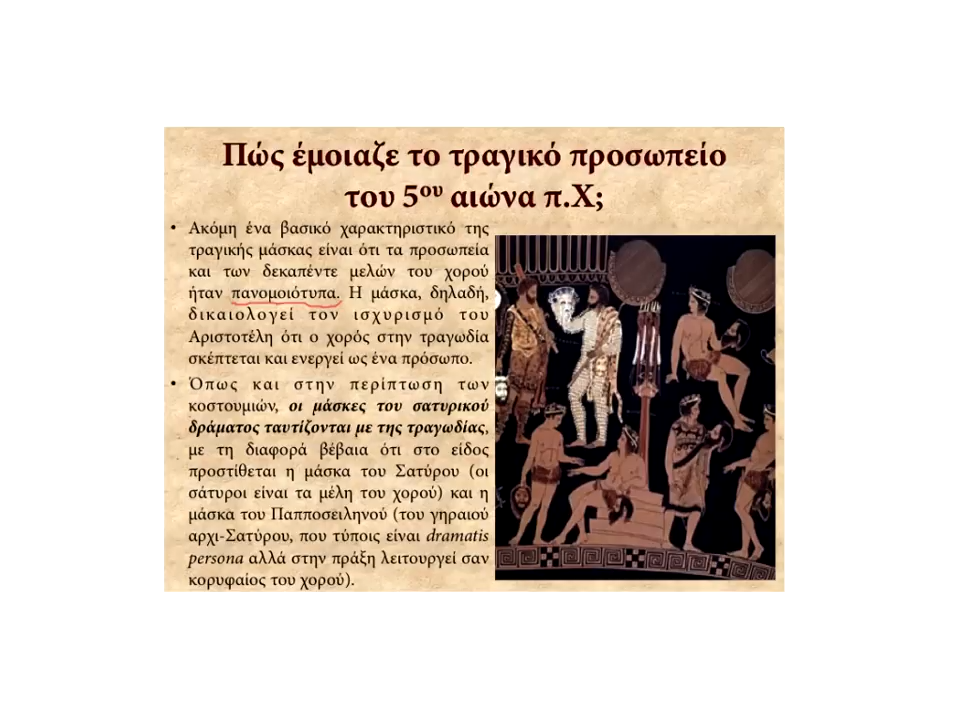 Πώς έμοιαζε το τραγικό προσωπείο
του 5ου αιώνα π.Χ;
• Ακόμη ένα βασικό χαρακτηριστικό της
τραγικής μάσκας είναι ότι τα προσωπεία
και των δεκαπέντε μελών του χορού
ήταν πανομοιότυπα. Η μάσκα, δηλαδή,
δικαιολογεί τον ισχυρισμό του
Αριστοτέλη ότι ο χορός στην τραγωδία
σκέπτεται και ενεργεί ως ένα πρόσωπο.
• Όπως και στην περίπτωση των
κοστουμιών, οι μάσκες του σατυρικού
δράματος ταυτίζονται με της τραγωδίας,
με τη διαφορά βέβαια ότι στο είδος
προστίθεται η μάσκα του Σατύρου (οι
σάτυροι είναι τα μέλη του χορού) και η
μάσκα του Παπποσειληνού (του γηραιού
αρχι-Σατύρου, που τύποις είναι dramatis
persona αλλά στην πράξη λειτουργεί σαν
κορυφαίος του χορού).